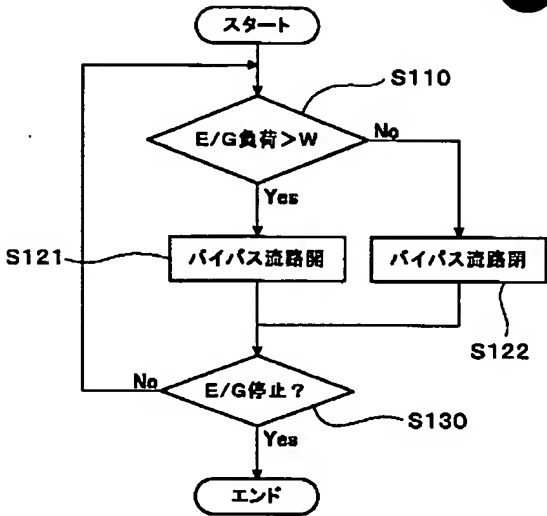 スタート
S110
E/G負荷>W
No
Yes
S121
バイパス流路開
バイパス流路閉
S122
No
E/G停止?
S130
Yes
エンド